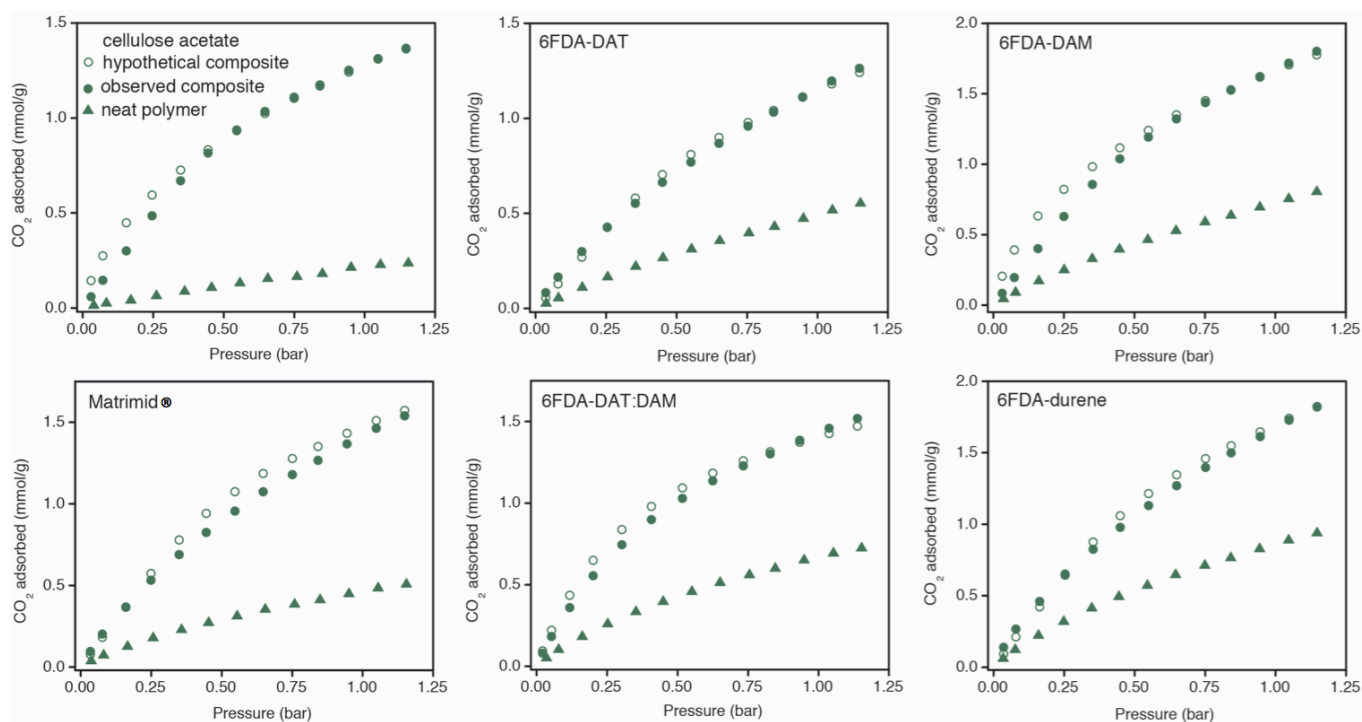 1.5
1.0
0.5
0.0
CO2 adsorbed (mmol/g)
cellulose acetate
hypothetical composite
observed composite
neat polymer
0.00 0.25 0.50 0.75 1.00 1.25
Pressure (bar)
1.5
1.0
0.5
0.0
CO2 adsorbed (mmol/g)
6FDA-DAT
0.00 0.25 0.50 0.75 1.00 1.25
Pressure (bar)
2.0
1.5
1.0
0.5
0.0
CO2 adsorbed (mmol/g)
6FDA-DAM
0.00 0.25 0.50 0.75 1.00 1.25
Pressure (bar)
1.5
1.0
0.5
0.0
CO2 adsorbed (mmol/g)
Matrimid®
0.00 0.25 0.50 0.75 1.00 1.25
Pressure (bar)
1.5
1.0
0.5
0.0
CO2 adsorbed (mmol/g)
6FDA-DAT:DAM
0.00 0.25 0.50 0.75 1.00 1.25
Pressure (bar)
2.0
1.5
1.0
0.5
0.0
CO2 adsorbed (mmol/g)
6FDA-durene
0.00 0.25 0.50 0.75 1.00 1.25
Pressure (bar)